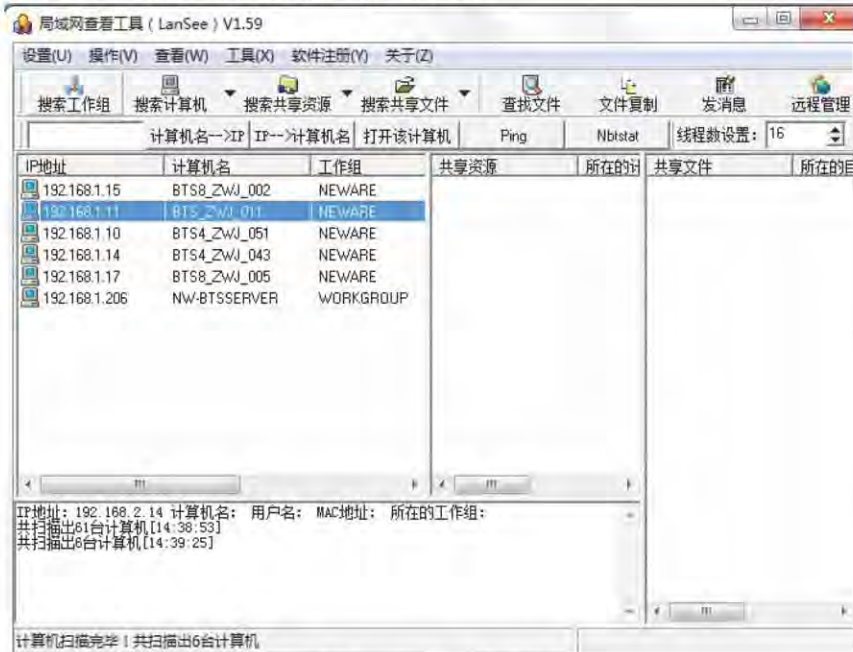 局域网查看工具（LanSee）V1.59
设置(U) 操作(V) 查看(W) 工具(X) 软件注册(Y) 关于(Z)
搜索工作组 搜索计算机 搜索共享资源 搜索共享文件 查找文件 文件复制 发消息 远程管理
计算机名-->IP IP-->计算机名 打开该计算机 Ping Nbtstat 线程数设置: 16
IP地址 计算机名 工作组 共享资源 所在的计 共享文件 所在的目
192.168.1.15 BTS8_ZWJ_002 NEWARE
192.168.1.11 BTS_ZWJ_011 NEWARE
192.168.1.10 BTS4_ZWJ_051 NEWARE
192.168.1.14 BTS4_ZWJ_043 NEWARE
192.168.1.17 BTS8_ZWJ_005 NEWARE
192.168.1.206 NW-BTSSERVER WORKGROUP
IP地址: 192.168.2.14 计算机名: 用户名: MAC地址: 所在的工作组:
共扫描出61台计算机[14:38:53]
共扫描出6台计算机[14:39:25]
计算机扫描完毕！共扫描出6台计算机